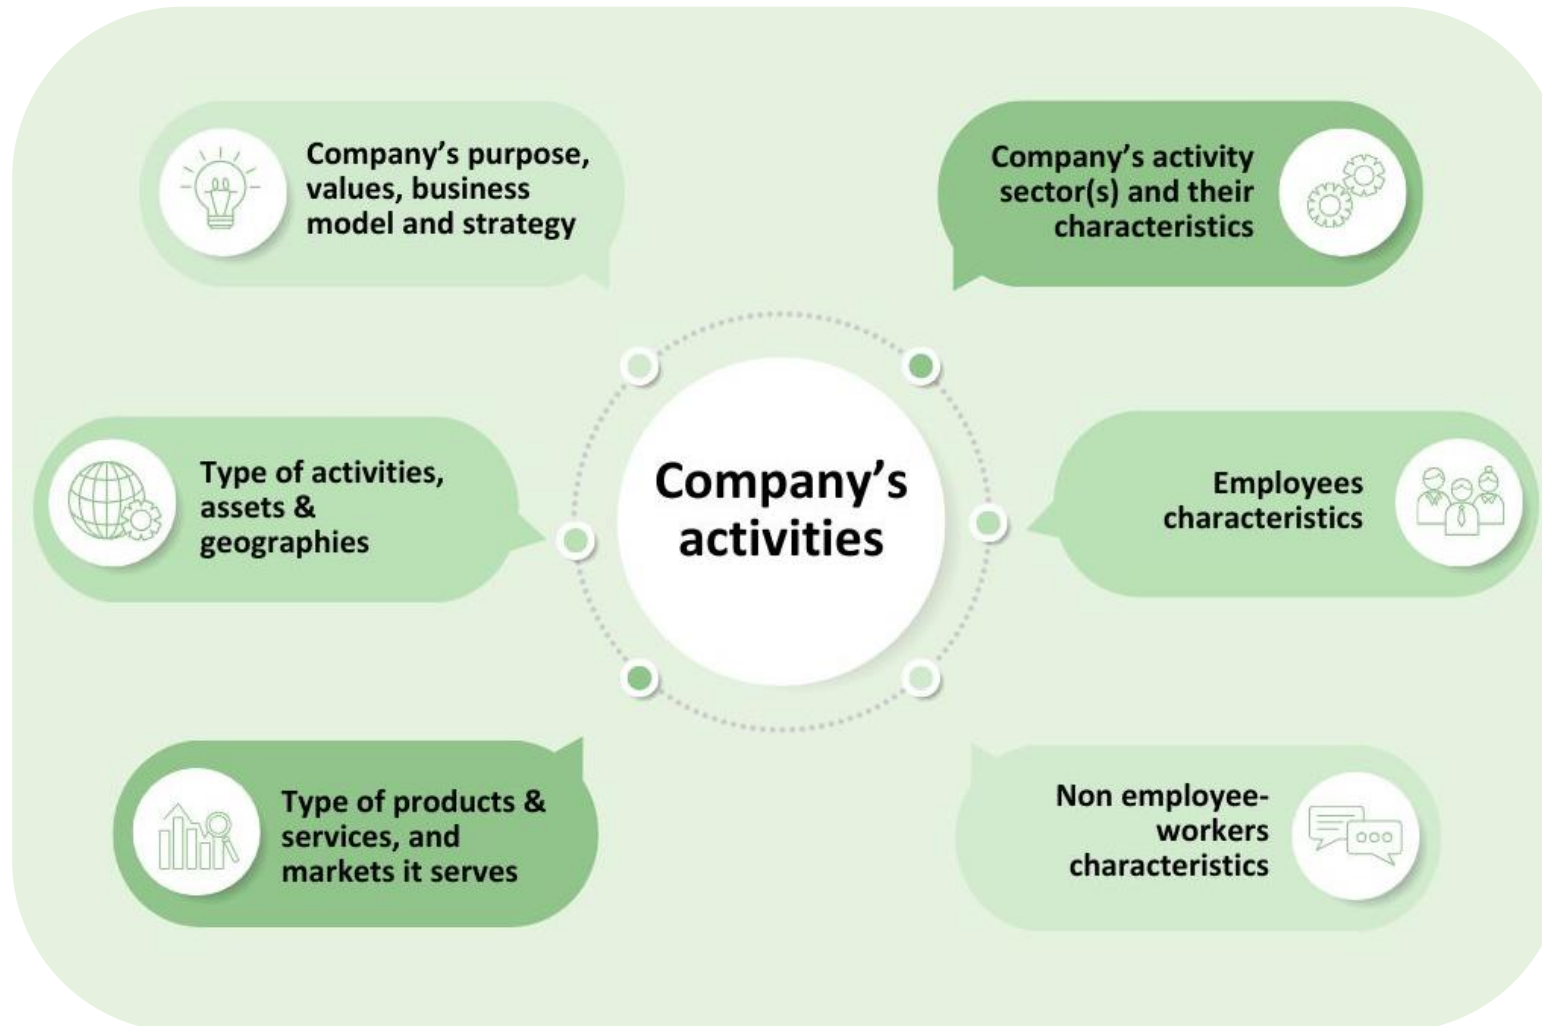 Company's purpose,
values, business
model and strategy
Company's activity
sector(s) and their
characteristics
Type of activities,
assets &
geographies
Company's
activities
Employees
characteristics
Type of products &
services, and
markets it serves
Non employee-
workers
characteristics